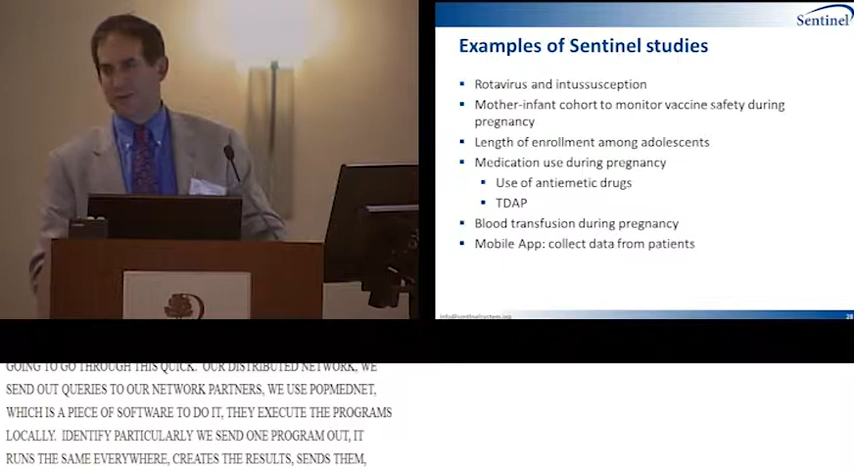 Sentinel
Examples of Sentinel studies
Rotavirus and intussusception
Mother-infant cohort to monitor vaccine safety during
pregnancy
Length of enrollment among adolescents
Medication use during pregnancy
Use of antiemetic drugs
TDAP
Blood transfusion during pregnancy
Mobile App: collect data from patients
info@sentinelsystem.org
28
GOING TO GO THROUGH THIS QUICK. OUR DISTRIBUTED NETWORK, WE
SEND OUT QUERIES TO OUR NETWORK PARTNERS, WE USE POPMEDNET,
WHICH IS A PIECE OF SOFTWARE TO DO IT, THEY EXECUTE THE PROGRAMS
LOCALLY. IDENTIFY PARTICULARLY WE SEND ONE PROGRAM OUT, IT
RUNS THE SAME EVERYWHERE, CREATES THE RESULTS, SENDS THEM,